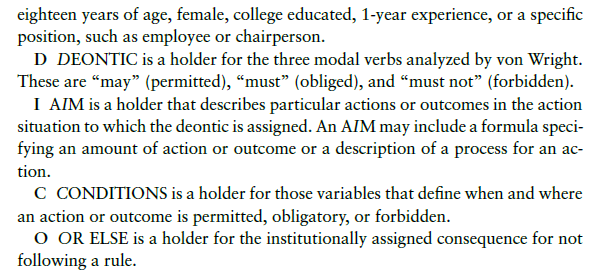 eighteen years of age, female, college educated, 1-year experience, or a specific
position, such as employee or chairperson.
D DEONTIC is a holder for the three modal verbs analyzed by von Wright.
These are “may” (permitted), “must” (obliged), and “must not” (forbidden).
I AIM is a holder that describes particular actions or outcomes in the action
situation to which the deontic is assigned. An AIM may include a formula speci-
fying an amount of action or outcome or a description of a process for an ac-
tion.
C CONDITIONS is a holder for those variables that define when and where
an action or outcome is permitted, obligatory, or forbidden.
O OR ELSE is a holder for the institutionally assigned consequence for not
following a rule.